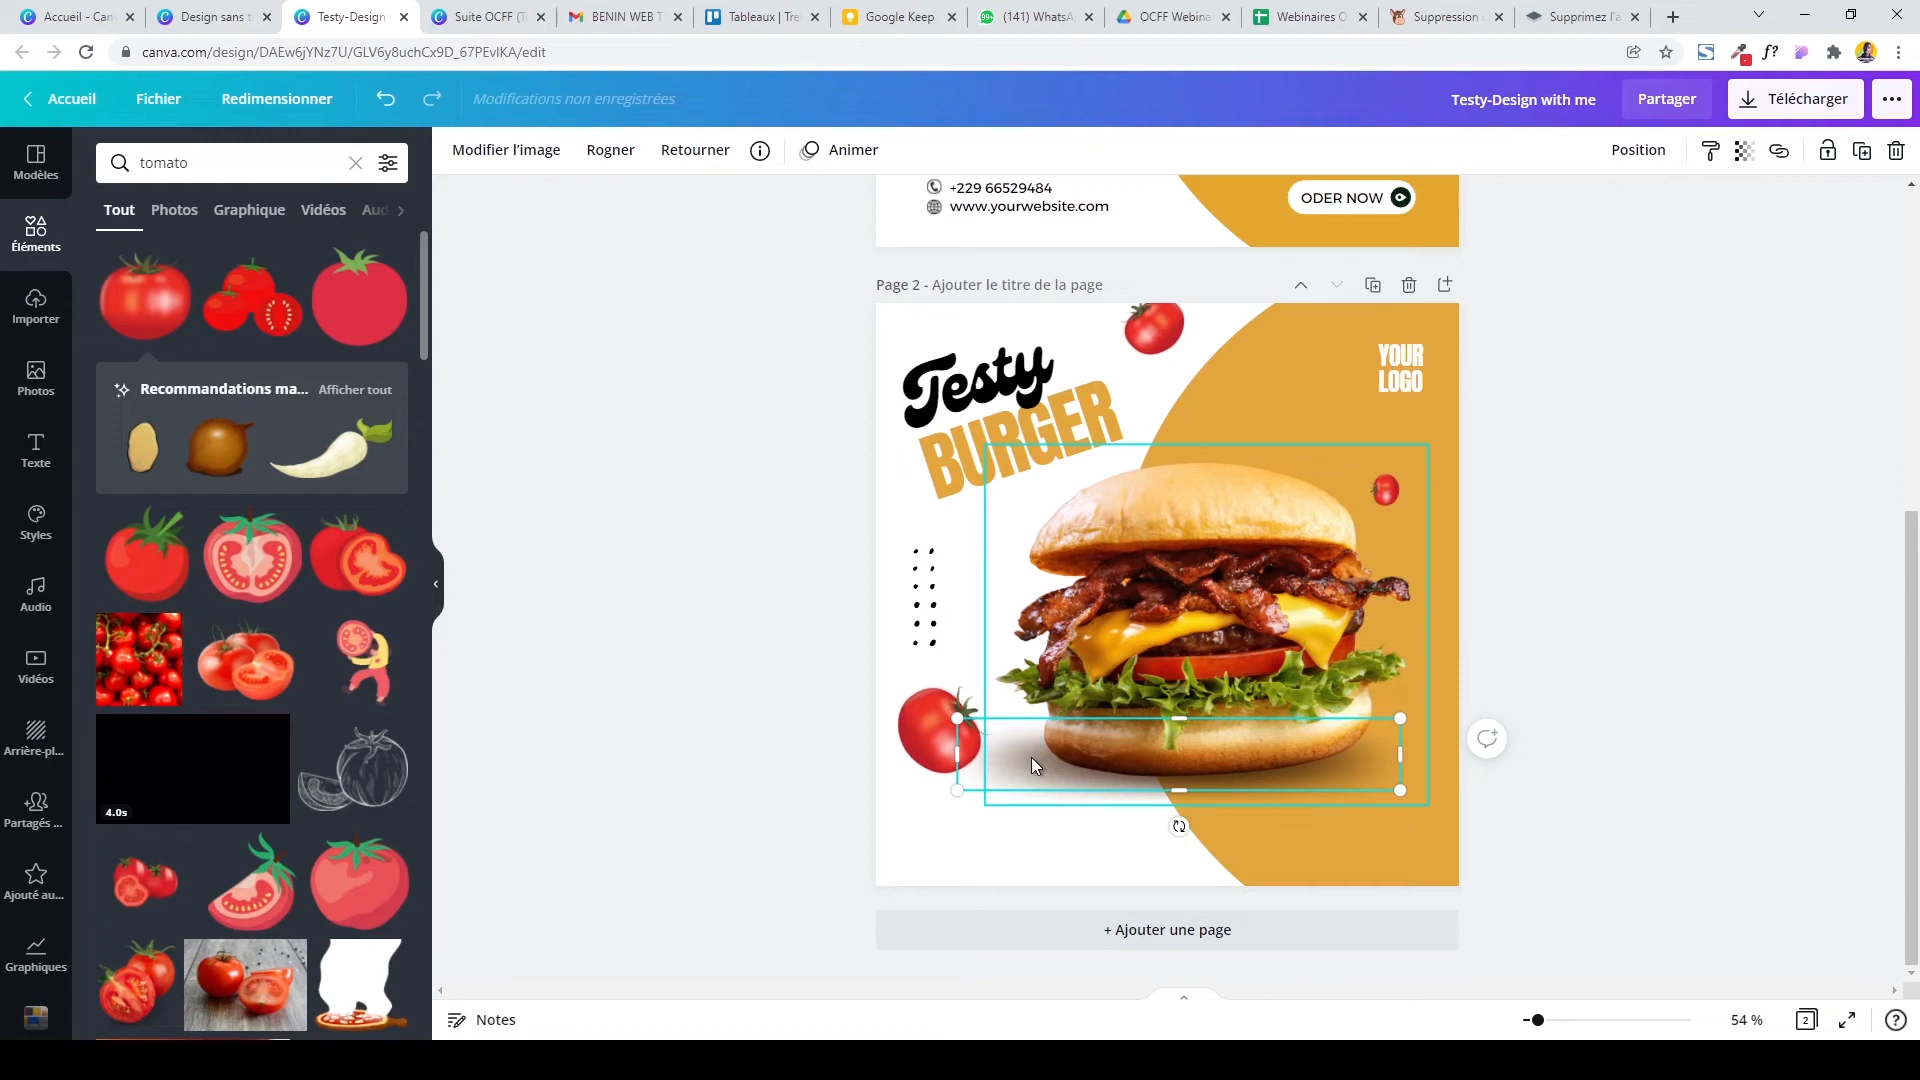 Accueil - Can
Design sans ti
Testy-Design
Suite OCFF (Tr
BENIN WEB T
Tableaux | Tre
Google Keep
(141) WhatsA
OCFF Webina
Webinaires O
Suppression
Supprimez l'a
canva.com/design/DAEw6jYNz7U/GLV6y8uchCx9D_67PEvIKA/edit
Accueil
Fichier
Redimensionner
Modifications non enregistrées
Testy-Design with me
Partager
Télécharger
Modifier l'image
Rogner
Retourner
Animer
Position
Modèles
Éléments
Importer
Photos
Texte
Styles
Audio
Vidéos
Arrière-pl...
Partagés ...
Ajouté au...
Graphiques
tomato
Tout
Photos
Graphique
Vidéos
Aud
Recommandations ma...
Afficher tout
4.0s
+229 66529484
www.yourwebsite.com
ODER NOW
Page 2 - Ajouter le titre de la page
Testy
BURGER
YOUR
LOGO
+ Ajouter une page
Notes
54 %
2